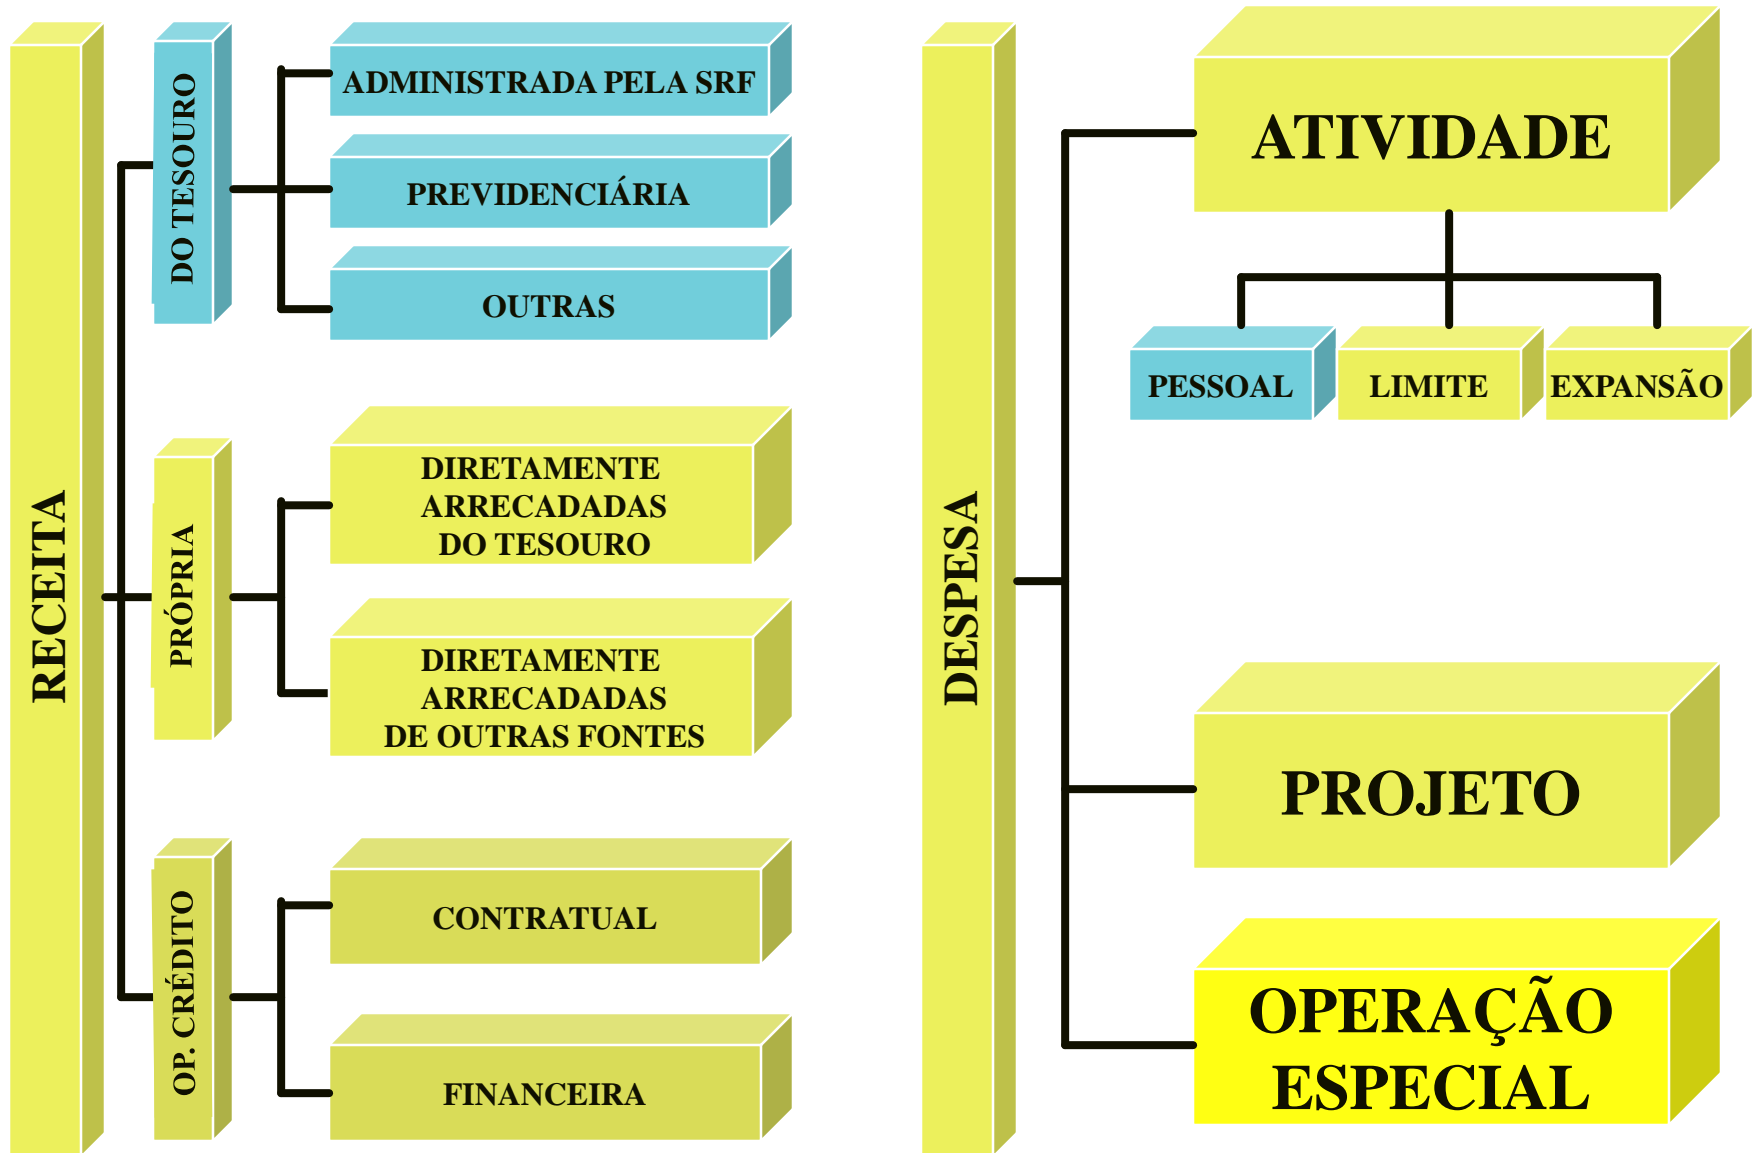 RECEITA
DO TESOURO
ADMINISTRADA PELA SRF
PREVIDENCIÁRIA
OUTRAS
PRÓPRIA
DIRETAMENTE
ARRECADADAS
DO TESOURO
DIRETAMENTE
ARRECADADAS
DE OUTRAS FONTES
OP. CRÉDITO
CONTRATUAL
FINANCEIRA
DESPESA
ATIVIDADE
PESSOAL
LIMITE
EXPANSÃO
PROJETO
OPERAÇÃO
ESPECIAL